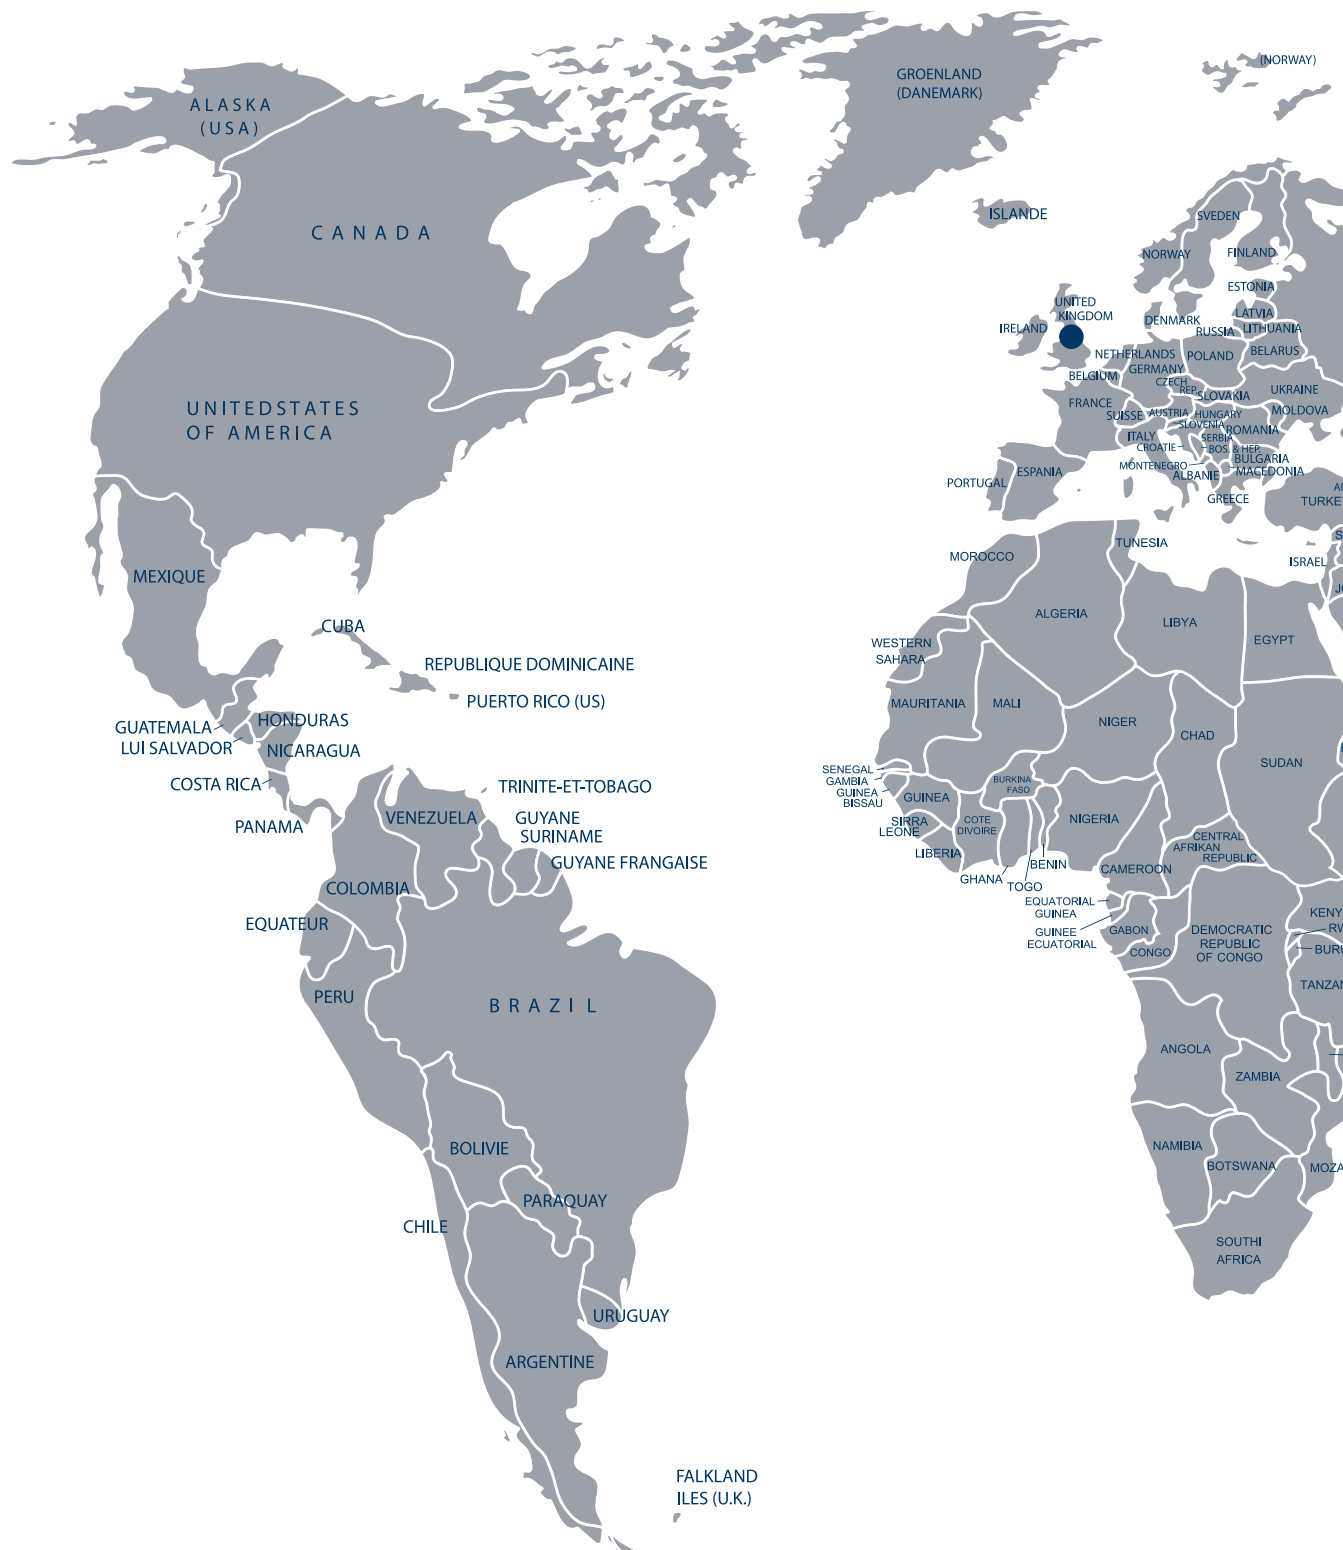 ALASKA
(USA)
CANADA
UNITEDSTATES
OF AMERICA
MEXIQUE
CUBA
REPUBLIQUE DOMINICAINE
PUERTO RICO (US)
GUATEMALA
HONDURAS
LUI SALVADOR
NICARAGUA
COSTA RICA
PANAMA
TRINITE-ET-TOBAGO
VENEZUELA
GUYANE
SURINAME
GUYANE FRANGAISE
COLOMBIA
EQUATEUR
PERU
BRAZIL
BOLIVIE
PARAQUAY
CHILE
URUGUAY
ARGENTINE
FALKLAND
ILES (U.K.)
GROENLAND
(DANEMARK)
(NORWAY)
ISLANDE
SVEDEN
NORWAY
FINLAND
ESTONIA
UNITED
KINGDOM
IRELAND
DENMARK
LATVIA
RUSSIA
LITHUANIA
NETHERLANDS
POLAND
BELARUS
BELGIUM
GERMANY
CZECH
REP.
SLOVAKIA
UKRAINE
FRANCE
SUISSE
AUSTRIA
HUNGARY
MOLDOVA
SLOVENIA
ROMANIA
ITALY
SERBIA
CROATIE
BOS. & HEP.
BULGARIA
MONTENEGRO
MACEDONIA
ALBANIE
ESPANIA
PORTUGAL
GREECE
TURKE
ISRAEL
MOROCCO
TUNESIA
ALGERIA
LIBYA
EGYPT
WESTERN
SAHARA
MAURITANIA
MALI
NIGER
CHAD
SUDAN
SENEGAL
GAMBIA
GUINEA
BISSAU
GUINEA
BURKINA
FASO
SIRRA
LEONE
COTE
DIVOIRE
NIGERIA
LIBERIA
GHANA
TOGO
BENIN
CENTRAL
AFRIKAN
REPUBLIC
CAMEROON
EQUATORIAL
GUINEA
GUINEE
ECUATORIAL
GABON
CONGO
DEMOCRATIC
REPUBLIC
OF CONGO
KENY
RW
BURU
TANZAN
ANGOLA
ZAMBIA
NAMIBIA
BOTSWANA
MOZA
SOUTHI
AFRICA